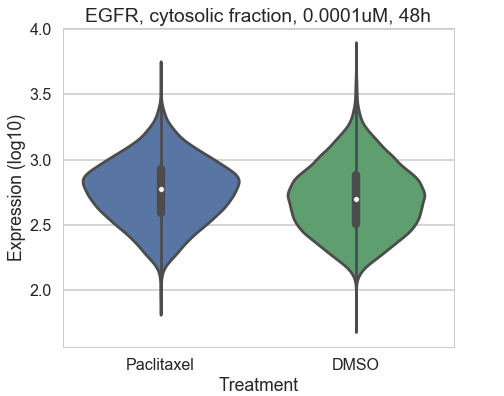 EGFR, cytosolic fraction, 0.0001uM, 48h
Expression (log10)
4.0
3.5
3.0
2.5
2.0
Paclitaxel DMSO
Treatment